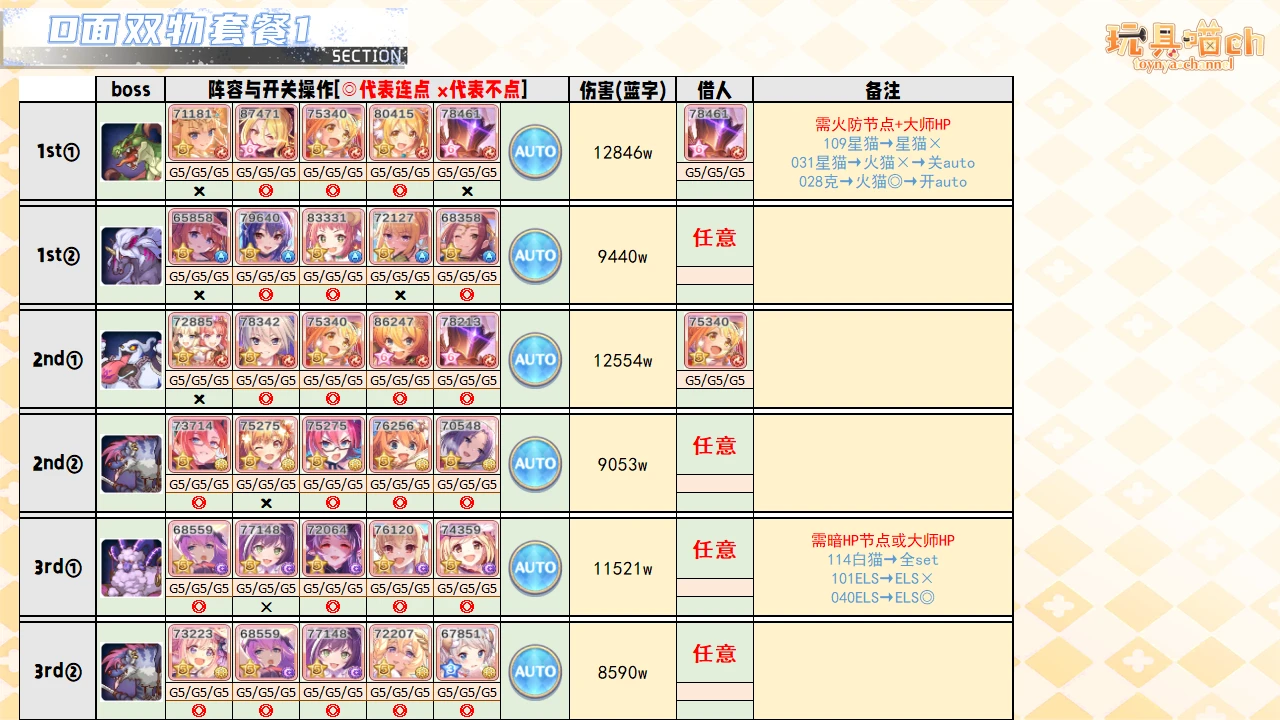 D面双物套餐1
SECTION
玩具喵ch
toynya channel
boss 阵容与开关操作[◎代表连点 ×代表不点] 伤害(蓝字) 借人 备注
1st①
71181 87471 75340 80415 78461
G5/G5/G5 G5/G5/G5 G5/G5/G5 G5/G5/G5 G5/G5/G5
× ◎ ◎ ◎ ×
AUTO
12846w
78461
G5/G5/G5
需火防节点+大师HP
109星猫→星猫×
031星猫→火猫×→关auto
028克→火猫◎→开auto
1st②
65858 79640 83331 72127 68358
G5/G5/G5 G5/G5/G5 G5/G5/G5 G5/G5/G5 G5/G5/G5
× ◎ ◎ × ◎
AUTO
9440w
任意
2nd①
72885 78342 75340 86247 78213
G5/G5/G5 G5/G5/G5 G5/G5/G5 G5/G5/G5 G5/G5/G5
× ◎ ◎ ◎ ◎
AUTO
12554w
75340
G5/G5/G5
2nd②
73714 75275 75275 76256 70548
G5/G5/G5 G5/G5/G5 G5/G5/G5 G5/G5/G5 G5/G5/G5
◎ × ◎ ◎ ◎
AUTO
9053w
任意
3rd①
68559 77148 72064 76120 74359
G5/G5/G5 G5/G5/G5 G5/G5/G5 G5/G5/G5 G5/G5/G5
◎ × ◎ ◎ ◎
AUTO
11521w
任意
需暗HP节点或大师HP
114白猫→全set
101ELS→ELS×
040ELS→ELS◎
3rd②
73223 68559 77148 72207 67851
G5/G5/G5 G5/G5/G5 G5/G5/G5 G5/G5/G5 G5/G5/G5
◎ ◎ ◎ ◎ ◎
AUTO
8590w
任意